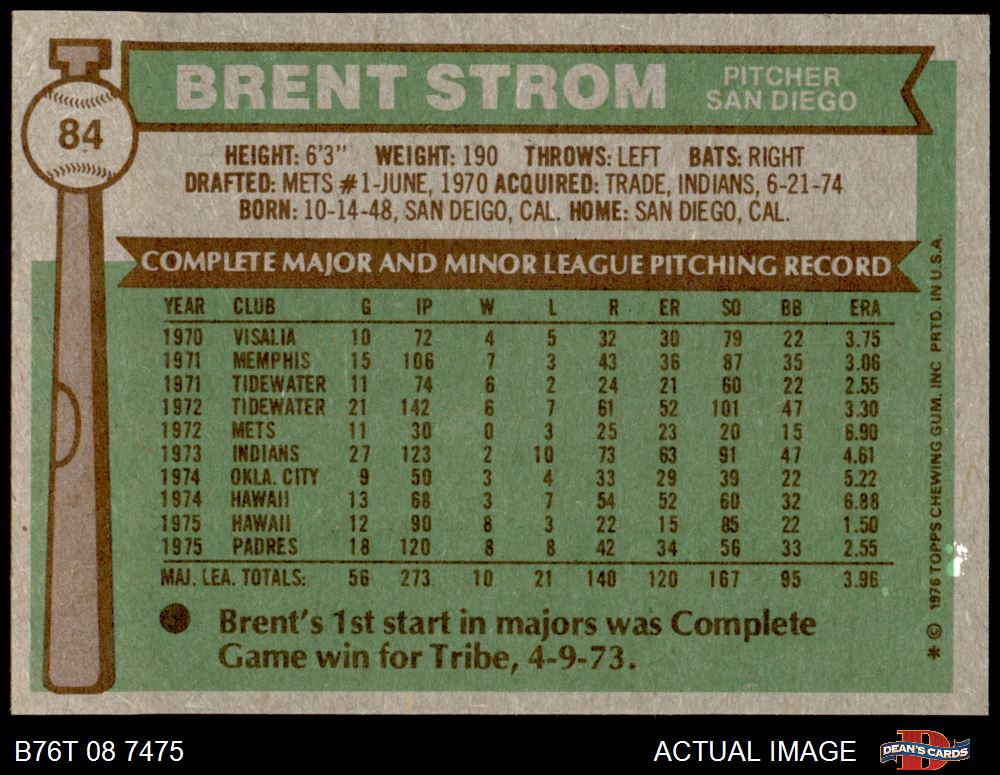 T
84
BRENT STROM
PITCHER
SAN DIEGO
HEIGHT: 6'3" WEIGHT: 190 THROWS: LEFT BATS: RIGHT
DRAFTED: METS #1-JUNE, 1970 ACQUIRED: TRADE, INDIANS, 6-21-74
BORN: 10-14-48, SAN DEIGO, CAL. HOME: SAN DIEGO, CAL.
COMPLETE MAJOR AND MINOR LEAGUE PITCHING RECORD
YEAR CLUB G IP W L R ER SO BB ERA
1970 VISALIA 10 72 4 5 32 30 79 22 3.75
1971 MEMPHIS 15 106 7 3 43 36 87 35 3.06
1971 TIDEWATER 11 74 6 2 24 21 60 22 2.55
1972 TIDEWATER 21 142 6 7 61 52 101 47 3.30
1972 METS 11 30 0 3 25 23 20 15 6.90
1973 INDIANS 27 123 2 10 73 63 91 47 4.61
1974 OKLA. CITY 9 50 3 4 33 29 39 22 5.22
1974 HAWAII 13 68 3 7 54 52 60 32 6.88
1975 HAWAII 12 90 8 3 22 15 85 22 1.50
1975 PADRES 18 120 8 8 42 34 56 33 2.55
MAJ. LEA. TOTALS: 56 273 10 21 140 120 167 95 3.96
Brent's 1st start in majors was Complete
Game win for Tribe, 4-9-73.
* © 1976 TOPPS CHEWING GUM, INC PRTD. IN U.S.A.
B76T 08 7475
ACTUAL IMAGE
D
DEAN'S CARDS